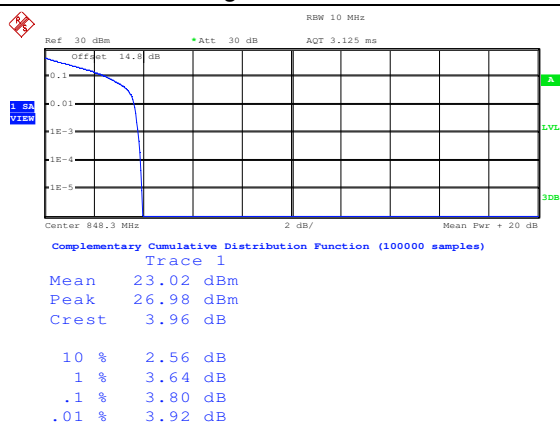 RBW 10 MHz
Ref 30 dBm *Att 30 dB AQT 3.125 ms
Offset 14.8 dB
0.1
A
0.01
1 SA
VIEW
LVL
1E-3
1E-4
1E-5
3DB
Center 848.3 MHz 2 dB/ Mean Pwr + 20 dB
Complementary Cumulative Distribution Function (100000 samples)
Trace 1
Mean 23.02 dBm
Peak 26.98 dBm
Crest 3.96 dB
10 % 2.56 dB
1 % 3.64 dB
.1 % 3.80 dB
.01 % 3.92 dB